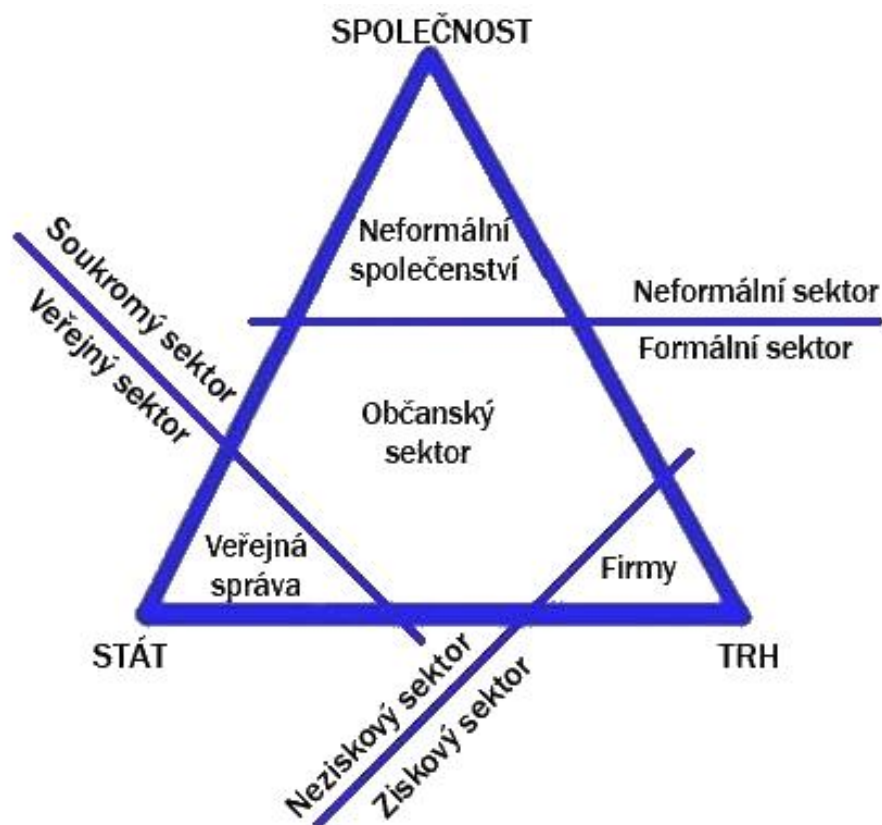 SPOLEČNOST
Neformální
společenství
Soukromý sektor
Veřejný sektor
Neformální sektor
Formální sektor
Občanský
sektor
Veřejná
správa
Firmy
STÁT
TRH
Neziskový sektor
Ziskový sektor